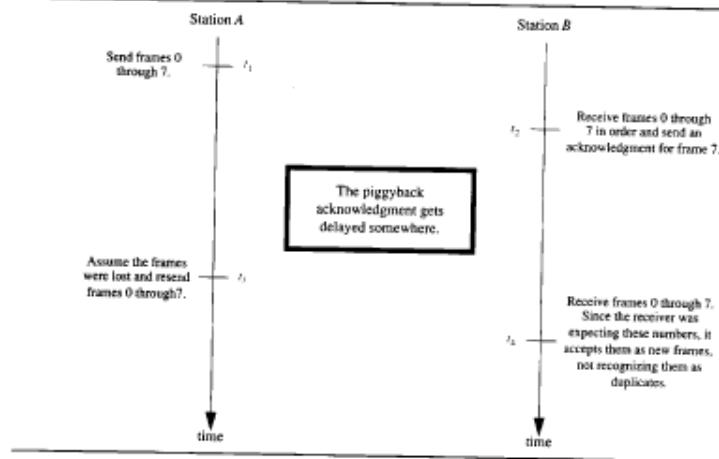 Station A
Station B
Send frames 0
through 7.
t₁
Receive frames 0 through
7 in order and send an
acknowledgment for frame 7.
t₂
The piggyback
acknowledgment gets
delayed somewhere.
Assume the frames
were lost and resend
frames 0 through7.
t₃
Receive frames 0 through 7.
Since the receiver was
expecting these numbers, it
accepts them as new frames,
not recognizing them as
duplicates.
t₄
time
time